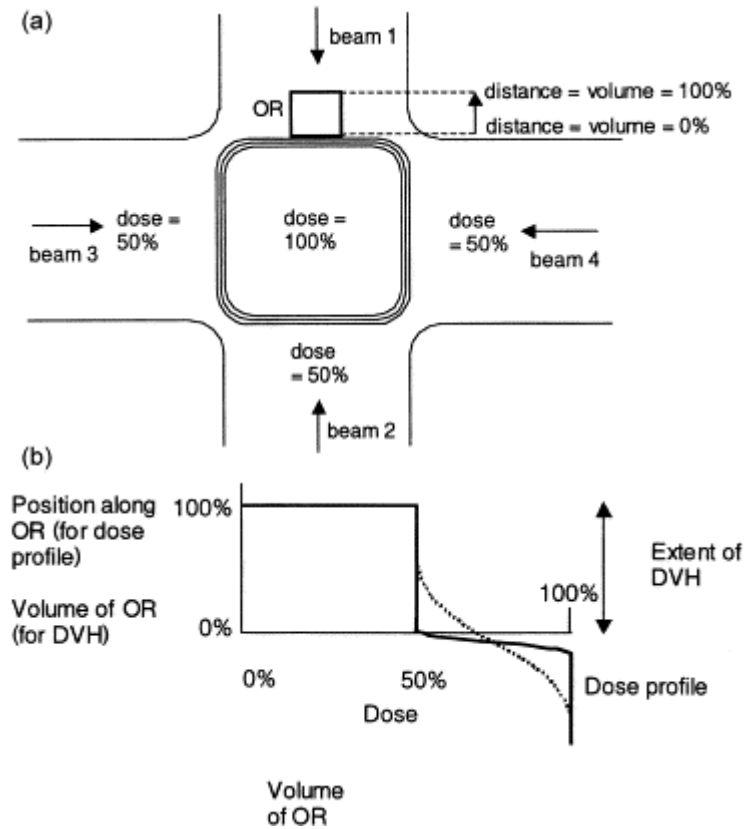 (a)
beam 1
OR
distance = volume = 100%
distance = volume = 0%
dose =
50%
dose =
100%
dose
= 50%
beam 3
beam 4
dose
= 50%
beam 2
(b)
Position along
OR (for dose
profile)
Volume of OR
(for DVH)
100%
0%
Extent of
DVH
100%
0%
50%
Dose
Dose profile
Volume
of OR